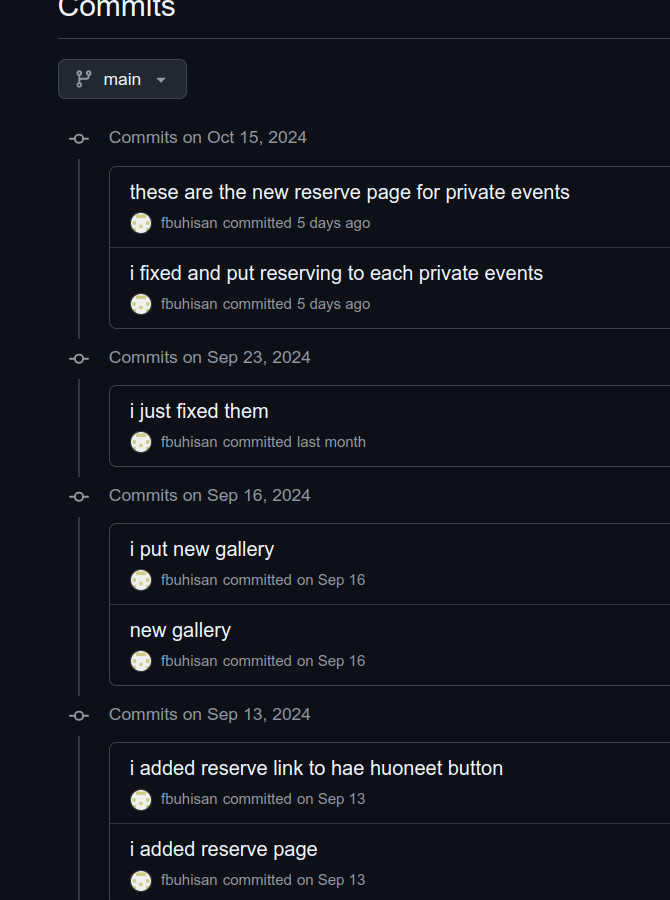 Commits
main
Commits on Oct 15, 2024
these are the new reserve page for private events
fbuhisan committed 5 days ago
i fixed and put reserving to each private events
fbuhisan committed 5 days ago
Commits on Sep 23, 2024
i just fixed them
fbuhisan committed last month
Commits on Sep 16, 2024
i put new gallery
fbuhisan committed on Sep 16
new gallery
fbuhisan committed on Sep 16
Commits on Sep 13, 2024
i added reserve link to hae huoneet button
fbuhisan committed on Sep 13
i added reserve page
fbuhisan committed on Sep 13